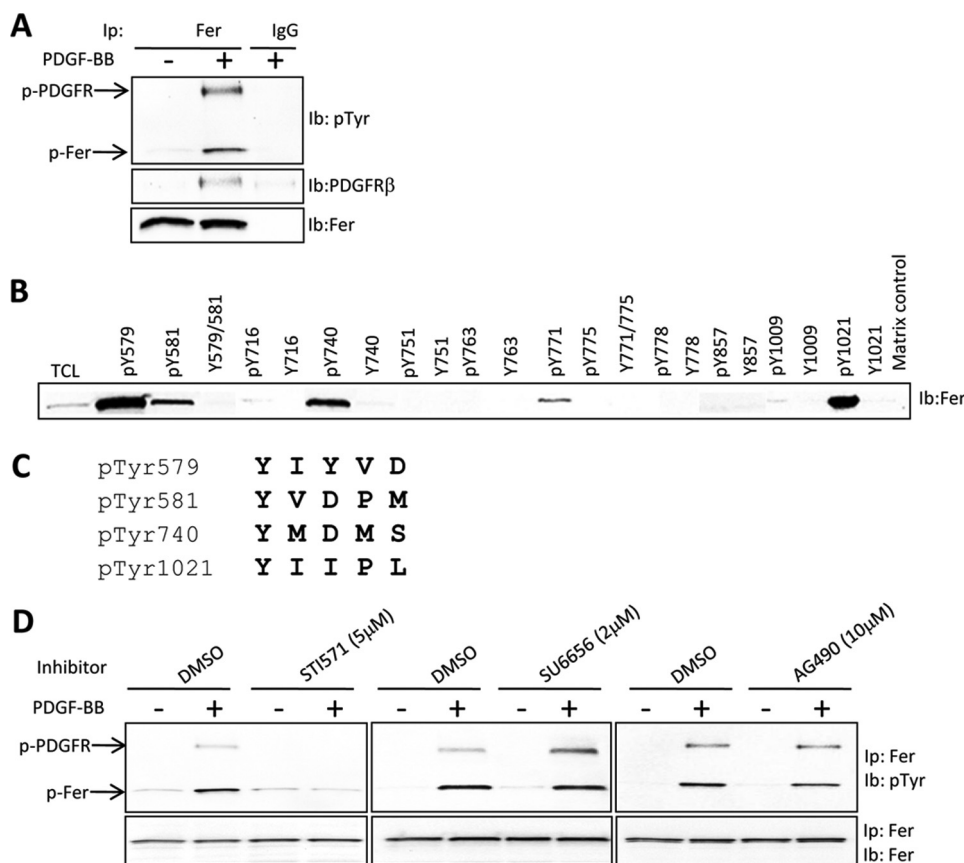 A
Ip: Fer IgG
PDGF-BB - + +
p-PDGFR
Ib: pTyr
p-Fer
Ib:PDGFRβ
Ib:Fer
B
TCL pY579 pY581 Y579/581 pY716 Y716 pY740 Y740 pY751 Y751 pY763 Y763 pY771 pY775 Y771/775 pY778 Y778 pY857 Y857 pY1009 Y1009 pY1021 Y1021 Matrix control
Ib:Fer
C
pTyr579 Y I Y V D
pTyr581 Y V D P M
pTyr740 Y M D M S
pTyr1021 Y I I P L
D
Inhibitor DMSO STI571 (5μM) DMSO SU6656 (2μM) DMSO AG490 (10μM)
PDGF-BB - + - + - + - + - + - +
p-PDGFR
Ip: Fer
Ib: pTyr
p-Fer
Ip: Fer
Ib: Fer